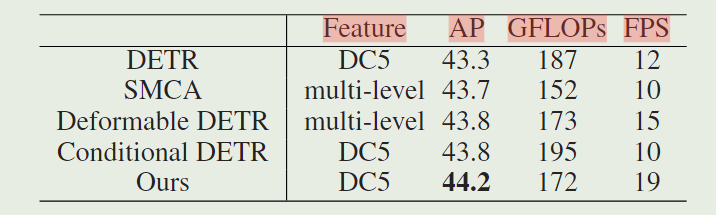 Feature AP GFLOPs FPS
DETR DC5 43.3 187 12
SMCA multi-level 43.7 152 10
Deformable DETR multi-level 43.8 173 15
Conditional DETR DC5 43.8 195 10
Ours DC5 44.2 172 19